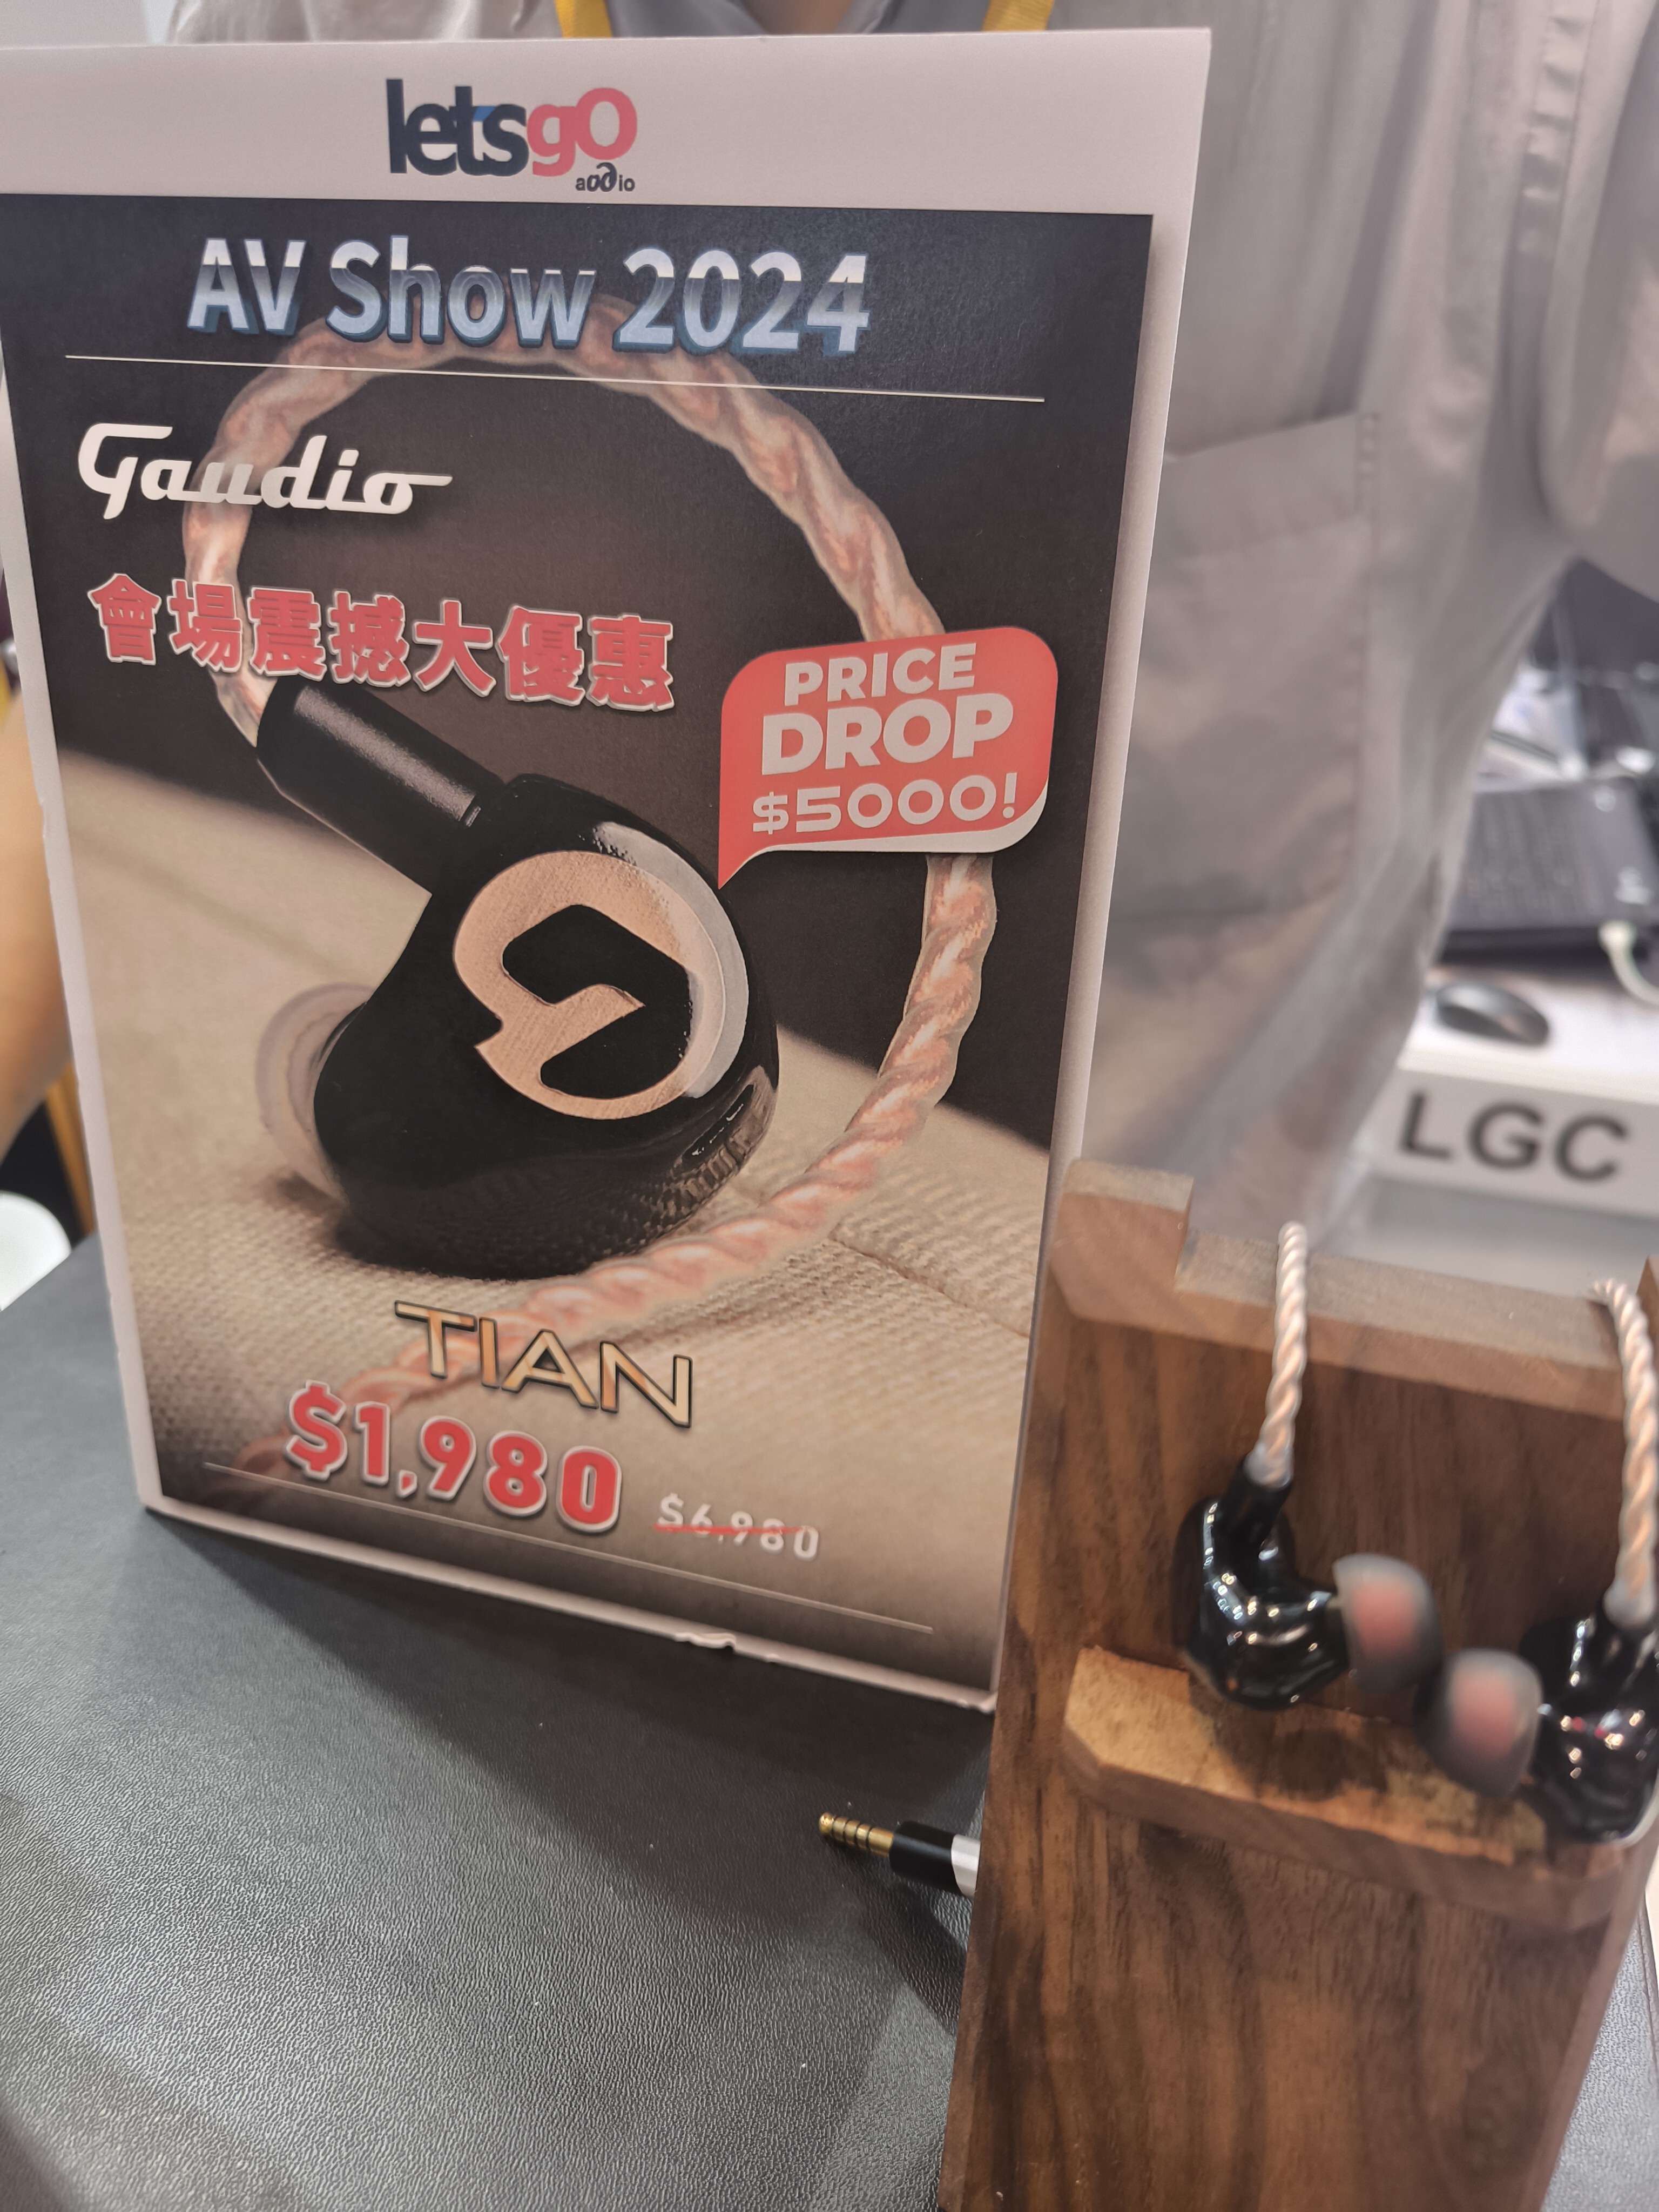 letsgo
audio
AV Show 2024
Gaudio
會場震撼大優惠
PRICE
DROP
$5000!
TIAN
$1,980
$6,980
LGC